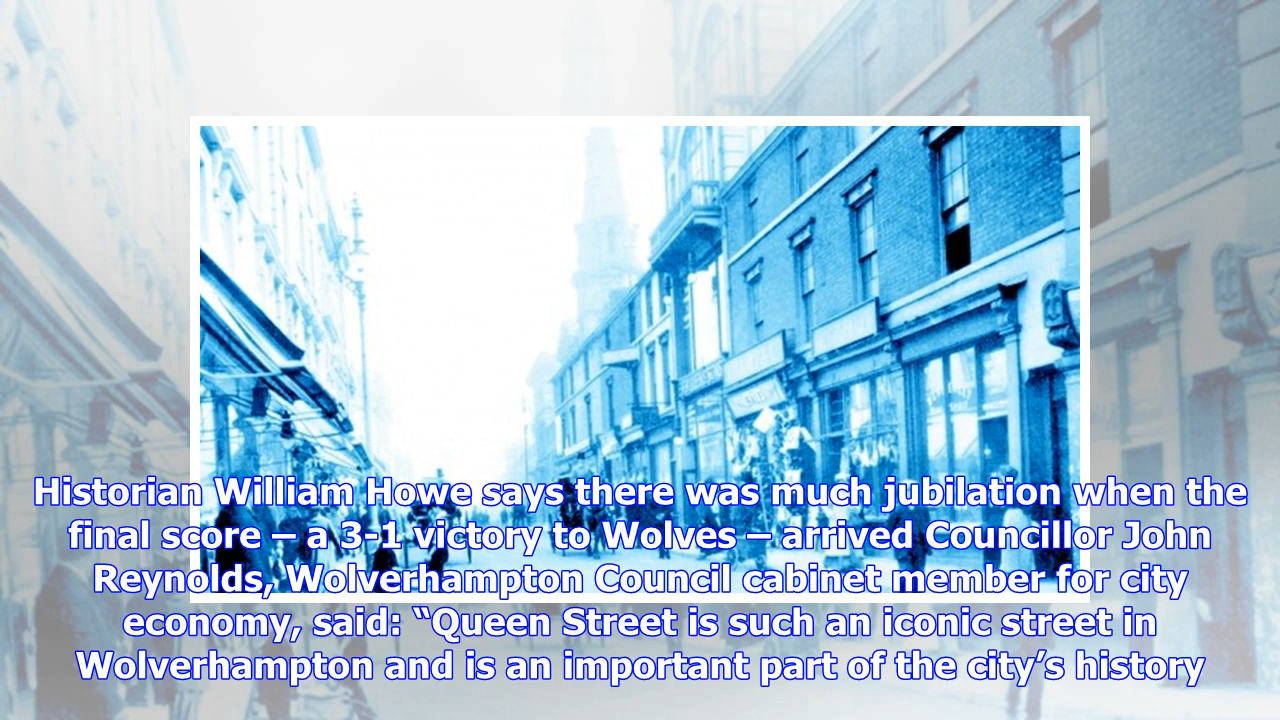 Historian William Howe says there was much jubilation when the
final score – a 3-1 victory to Wolves – arrived Councillor John
Reynolds, Wolverhampton Council cabinet member for city
economy, said: “Queen Street is such an iconic street in
Wolverhampton and is an important part of the city’s history